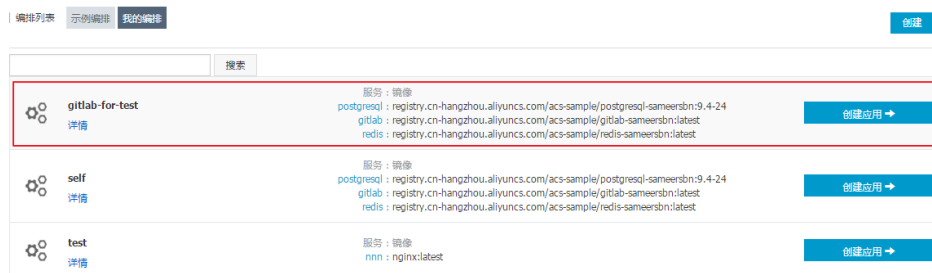 编排列表 示例编排 我的编排 创建
搜索
gitlab-for-test
详情
服务：镜像
postgresql：registry.cn-hangzhou.aliyuncs.com/acs-sample/postgresql-sameersbn:9.4-24
gitlab：registry.cn-hangzhou.aliyuncs.com/acs-sample/gitlab-sameersbn:latest
redis：registry.cn-hangzhou.aliyuncs.com/acs-sample/redis-sameersbn:latest
创建应用
self
详情
服务：镜像
postgresql：registry.cn-hangzhou.aliyuncs.com/acs-sample/postgresql-sameersbn:9.4-24
gitlab：registry.cn-hangzhou.aliyuncs.com/acs-sample/gitlab-sameersbn:latest
redis：registry.cn-hangzhou.aliyuncs.com/acs-sample/redis-sameersbn:latest
创建应用
test
详情
服务：镜像
nnn：nginx:latest
创建应用